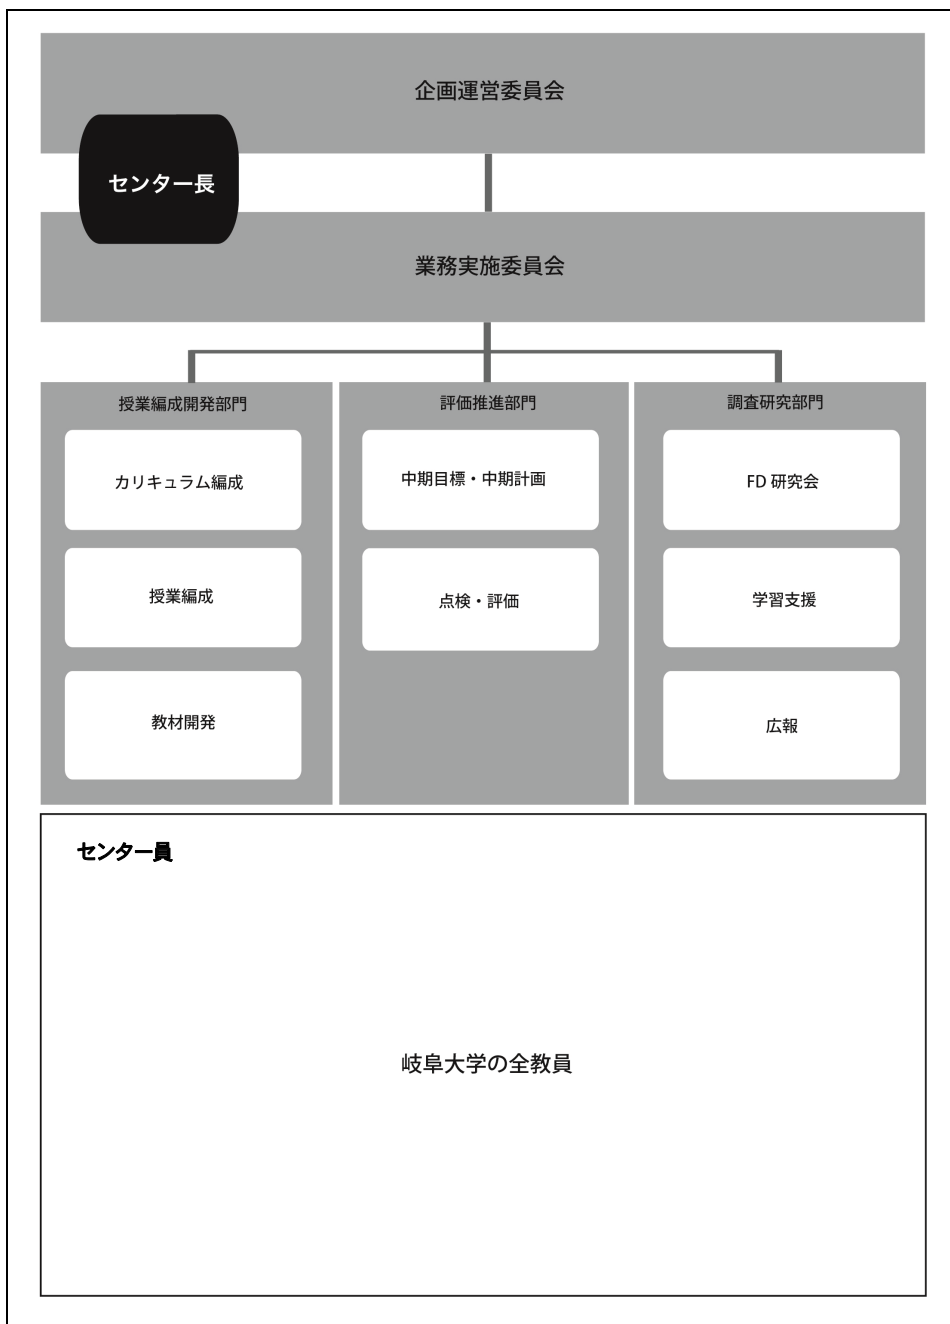 企画運営委員会
センター長
業務実施委員会
授業編成開発部門
カリキュラム編成
授業編成
教材開発
評価推進部門
中期目標・中期計画
点検・評価
調査研究部門
FD 研究会
学習支援
広報
センター員
岐阜大学の全教員